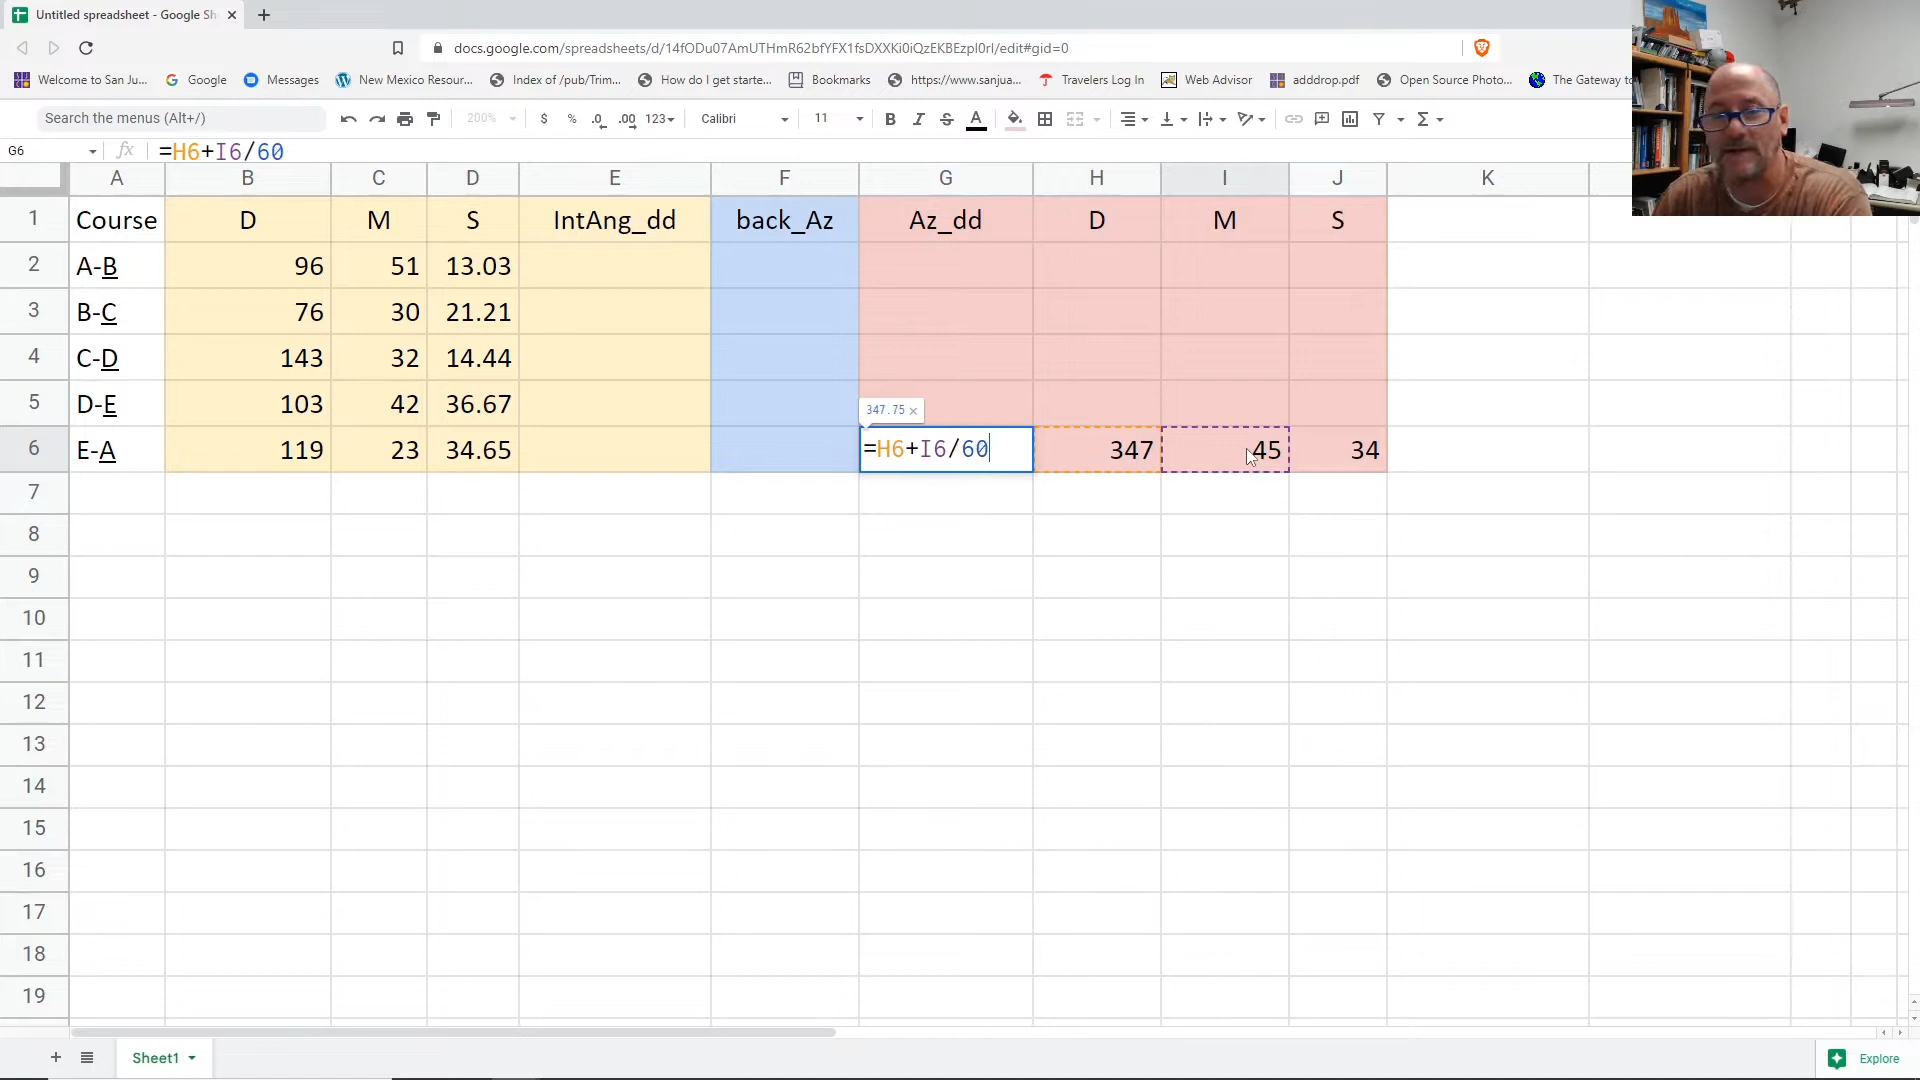 Untitled spreadsheet - Google Sh
docs.google.com/spreadsheets/d/14fODu07AmUTHmR62bfYFX1fsDXXKi0iQzEKBEzpl0rI/edit#gid=0
Welcome to San Ju... Google Messages New Mexico Resour... Index of /pub/Trim... How do I get starte... Bookmarks https://www.sanjua... Travelers Log In Web Advisor adddrop.pdf Open Source Photo... The Gateway to
Search the menus (Alt+/) 200% $ % .0 .00 123 Calibri 11 B I S A
G6 fx =H6+I6/60
A B C D E F G H I J K
1 Course D M S IntAng_dd back_Az Az_dd D M S
2 A-B 96 51 13.03
3 B-C 76 30 21.21
4 C-D 143 32 14.44
5 D-E 103 42 36.67
347.75 ×
6 E-A 119 23 34.65 =H6+I6/60 347 45 34
7
8
9
10
11
12
13
14
15
16
17
18
19
+ Sheet1 Explore